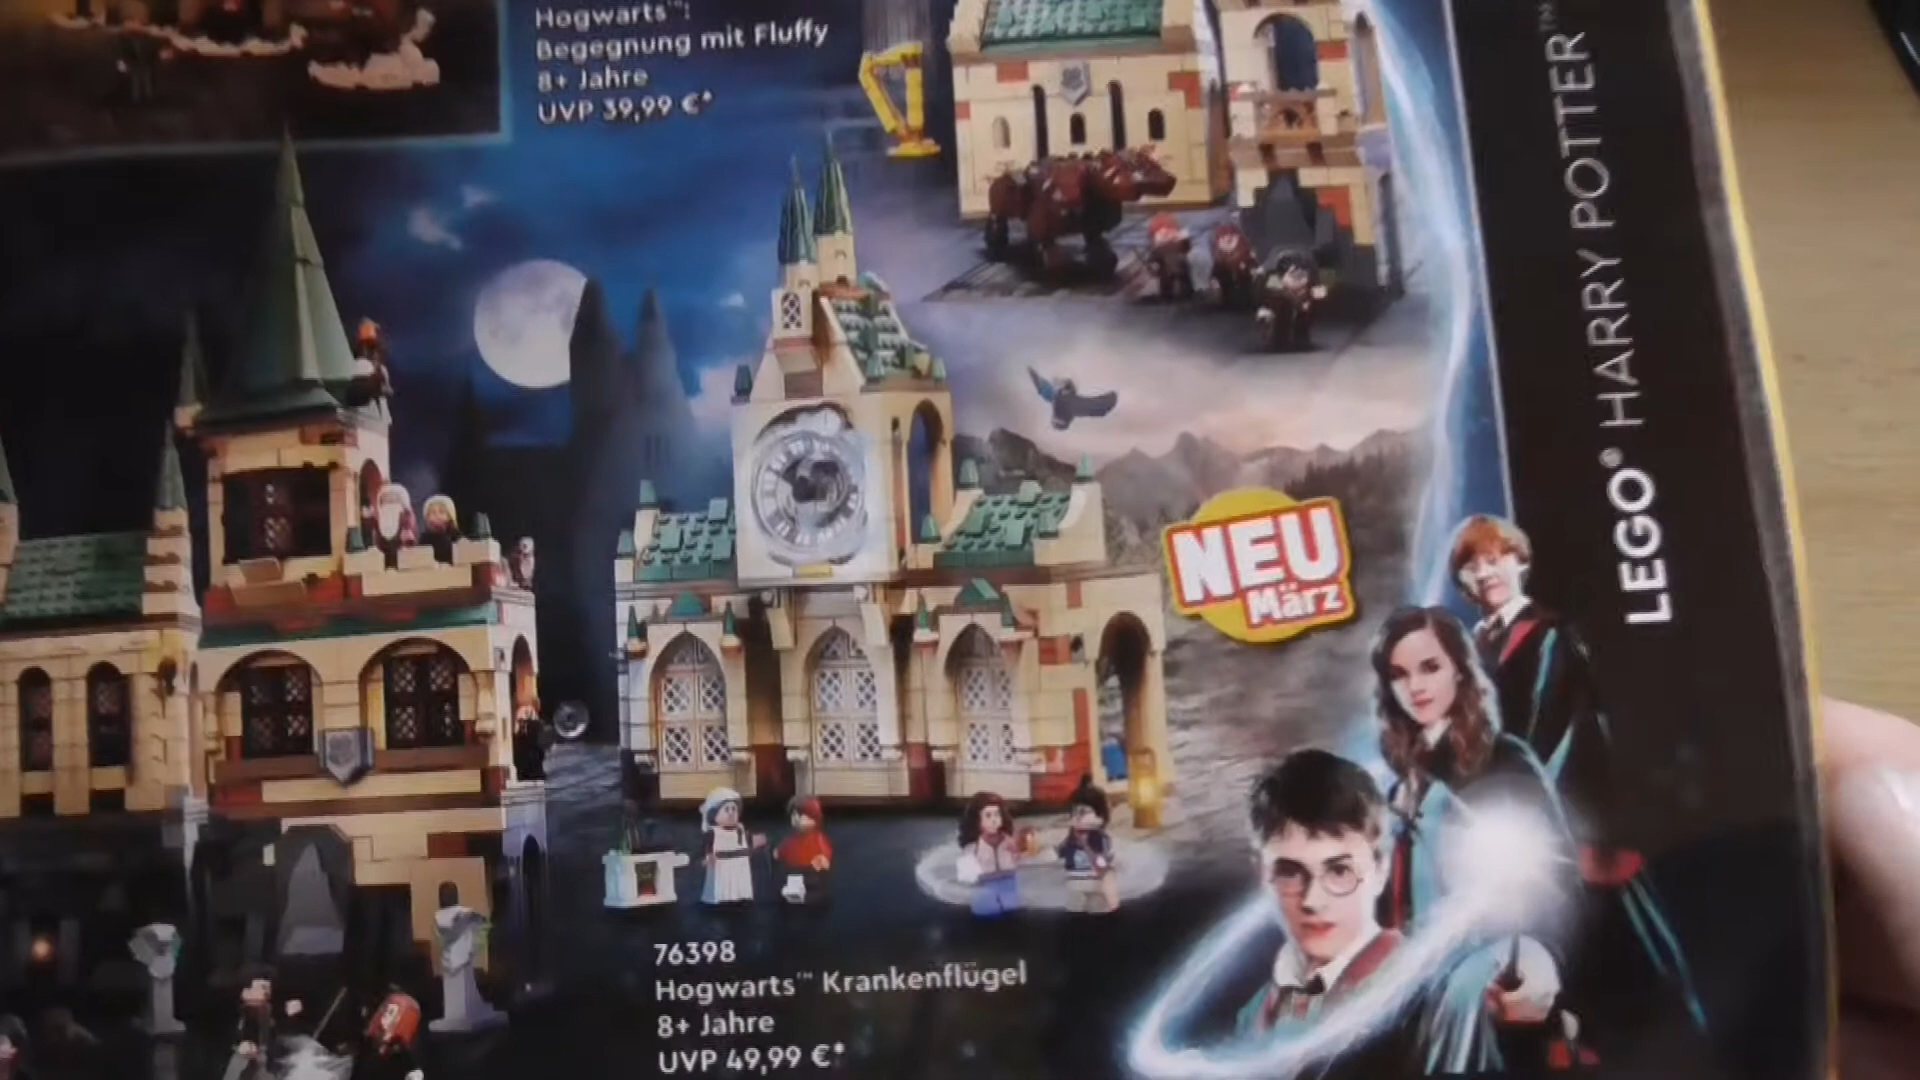 Hogwarts™:
Begegnung mit Fluffy
8+ Jahre
UVP 39,99 €*
NEU
März
76398
Hogwarts™ Krankenflügel
8+ Jahre
UVP 49,99 €*
LEGO® HARRY POTTER™